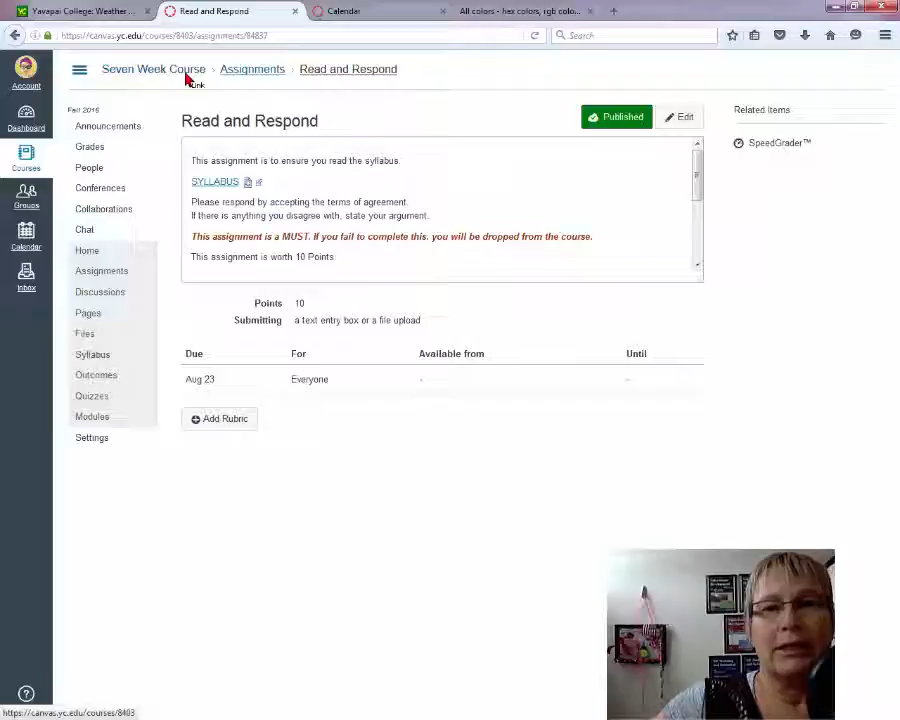 Yavapai College: Weather ...
Read and Respond
Calendar
All colors - hex colors, rgb colo...
https://canvas.yc.edu/courses/8403/assignments/84837
Search
Account
Dashboard
Courses
Groups
Calendar
Inbox
Seven Week Course
Assignments
Read and Respond
Link
Fall 2016
Announcements
Grades
People
Conferences
Collaborations
Chat
Home
Assignments
Discussions
Pages
Files
Syllabus
Outcomes
Quizzes
Modules
Settings
Read and Respond
Published
Edit
This assignment is to ensure you read the syllabus.
SYLLABUS
Please respond by accepting the terms of agreement.
If there is anything you disagree with, state your argument.
This assignment is a MUST. If you fail to complete this, you will be dropped from the course.
This assignment is worth 10 Points
Points 10
Submitting a text entry box or a file upload
Due For Available from Until
Aug 23 Everyone - -
Add Rubric
Related Items
SpeedGrader™
https://canvas.yc.edu/courses/8403